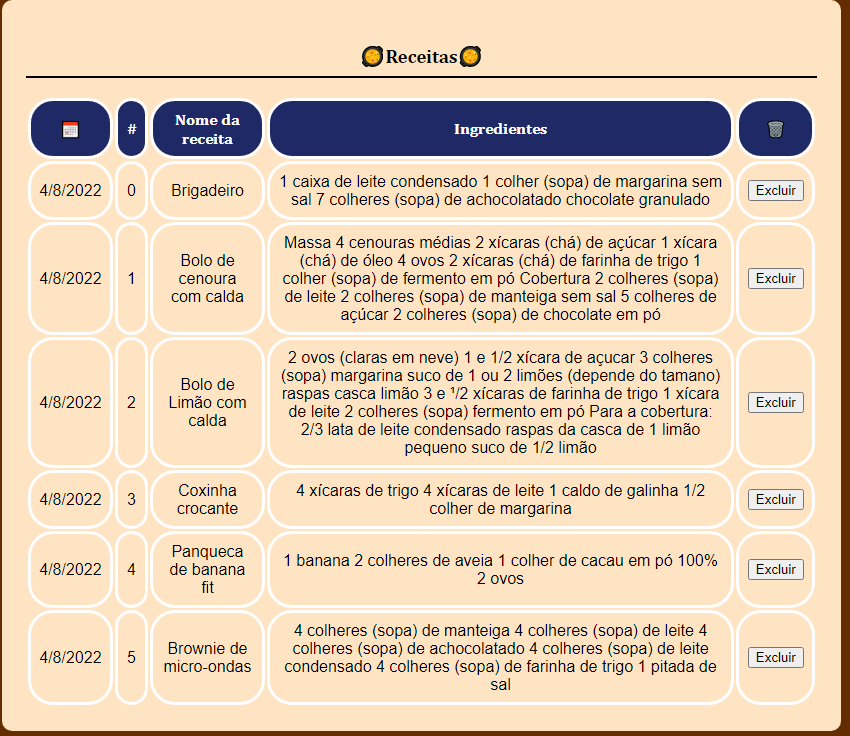 🥘Receitas🥘
📅 # Nome da receita Ingredientes 🗑
4/8/2022 0 Brigadeiro
1 caixa de leite condensado 1 colher (sopa) de margarina sem
sal 7 colheres (sopa) de achocolatado chocolate granulado
Excluir
4/8/2022 1
Bolo de
cenoura
com calda
Massa 4 cenouras médias 2 xícaras (chá) de açúcar 1 xícara
(chá) de óleo 4 ovos 2 xícaras (chá) de farinha de trigo 1
colher (sopa) de fermento em pó Cobertura 2 colheres (sopa)
de leite 2 colheres (sopa) de manteiga sem sal 5 colheres de
açúcar 2 colheres (sopa) de chocolate em pó
Excluir
4/8/2022 2
Bolo de
Limão com
calda
2 ovos (claras em neve) 1 e 1/2 xícara de açucar 3 colheres
(sopa) margarina suco de 1 ou 2 limões (depende do tamano)
raspas casca limão 3 e ¹/2 xícaras de farinha de trigo 1 xícara
de leite 2 colheres (sopa) fermento em pó Para a cobertura:
2/3 lata de leite condensado raspas da casca de 1 limão
pequeno suco de 1/2 limão
Excluir
4/8/2022 3
Coxinha
crocante
4 xícaras de trigo 4 xícaras de leite 1 caldo de galinha 1/2
colher de margarina
Excluir
4/8/2022 4
Panqueca
de banana
fit
1 banana 2 colheres de aveia 1 colher de cacau em pó 100%
2 ovos
Excluir
4/8/2022 5
Brownie de
micro-ondas
4 colheres (sopa) de manteiga 4 colheres (sopa) de leite 4
colheres (sopa) de achocolatado 4 colheres (sopa) de leite
condensado 4 colheres (sopa) de farinha de trigo 1 pitada de
sal
Excluir